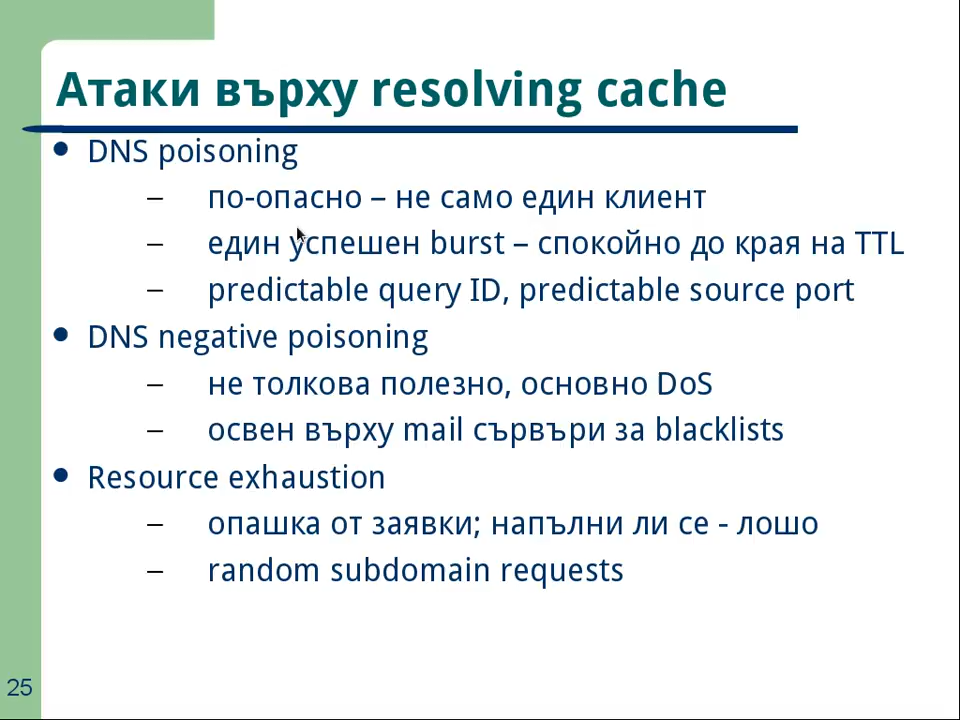 Атаки върху resolving cache
• DNS poisoning
– по-опасно – не само един клиент
– един успешен burst – спокойно до края на TTL
– predictable query ID, predictable source port
• DNS negative poisoning
– не толкова полезно, основно DoS
– освен върху mail сървъри за blacklists
• Resource exhaustion
– опашка от заявки; напълни ли се - лошо
– random subdomain requests
25